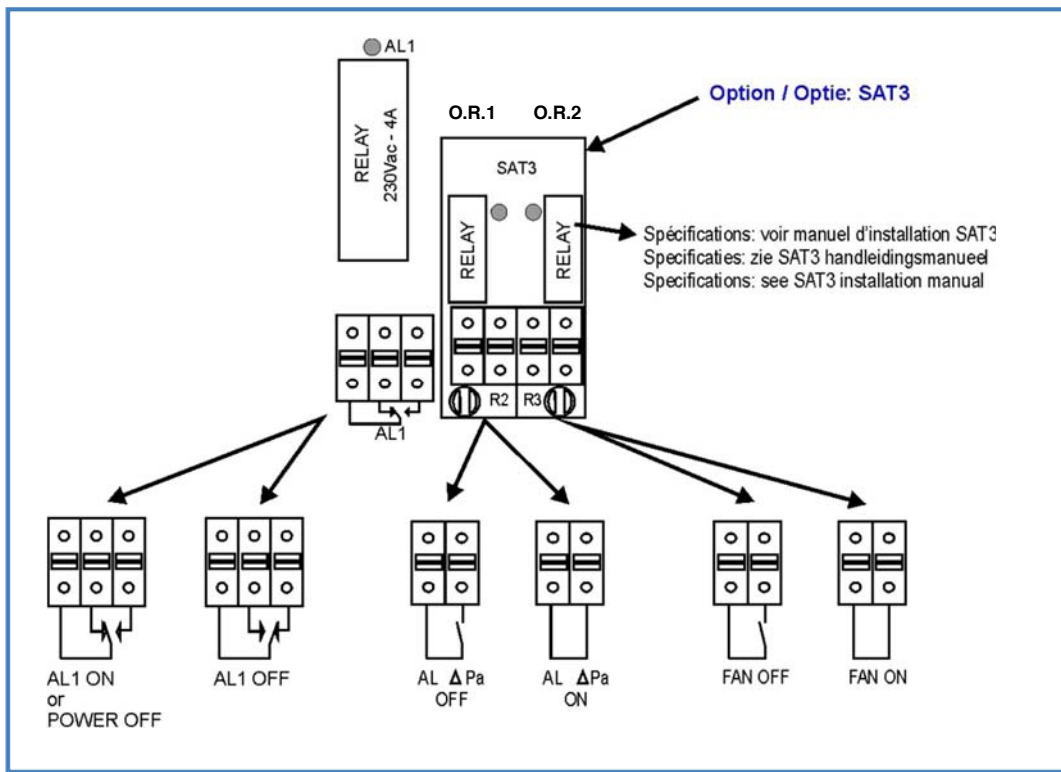 AL1
RELAY
230Vac - 4A
O.R.1 O.R.2
Option / Optie: SAT3
SAT3
RELAY
RELAY
Spécifications: voir manuel d'installation SAT3
Specificaties: zie SAT3 handleidingsmanueel
Specifications: see SAT3 installation manual
R2 R3
AL1
AL1 ON
or
POWER OFF
AL1 OFF
AL Δ Pa
OFF
AL Δ Pa
ON
FAN OFF
FAN ON